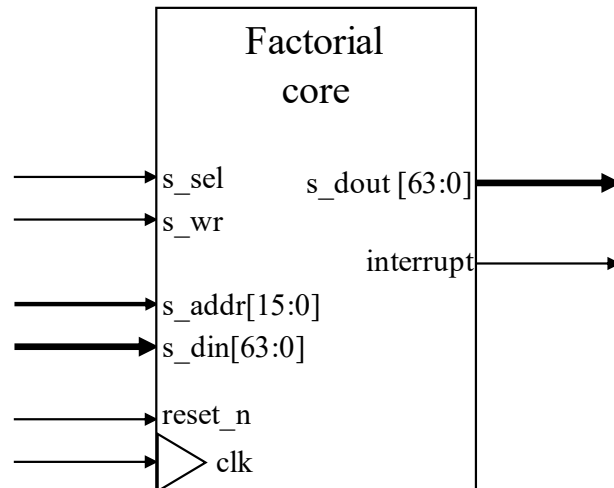 Factorial
core
s_sel
s_dout [63:0]
s_wr
interrupt
s_addr[15:0]
s_din[63:0]
reset_n
clk